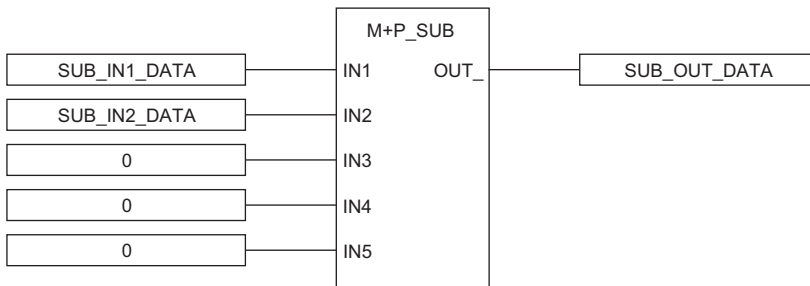 M+P_SUB
SUB_IN1_DATA IN1 OUT_ SUB_OUT_DATA
SUB_IN2_DATA IN2
0 IN3
0 IN4
0 IN5